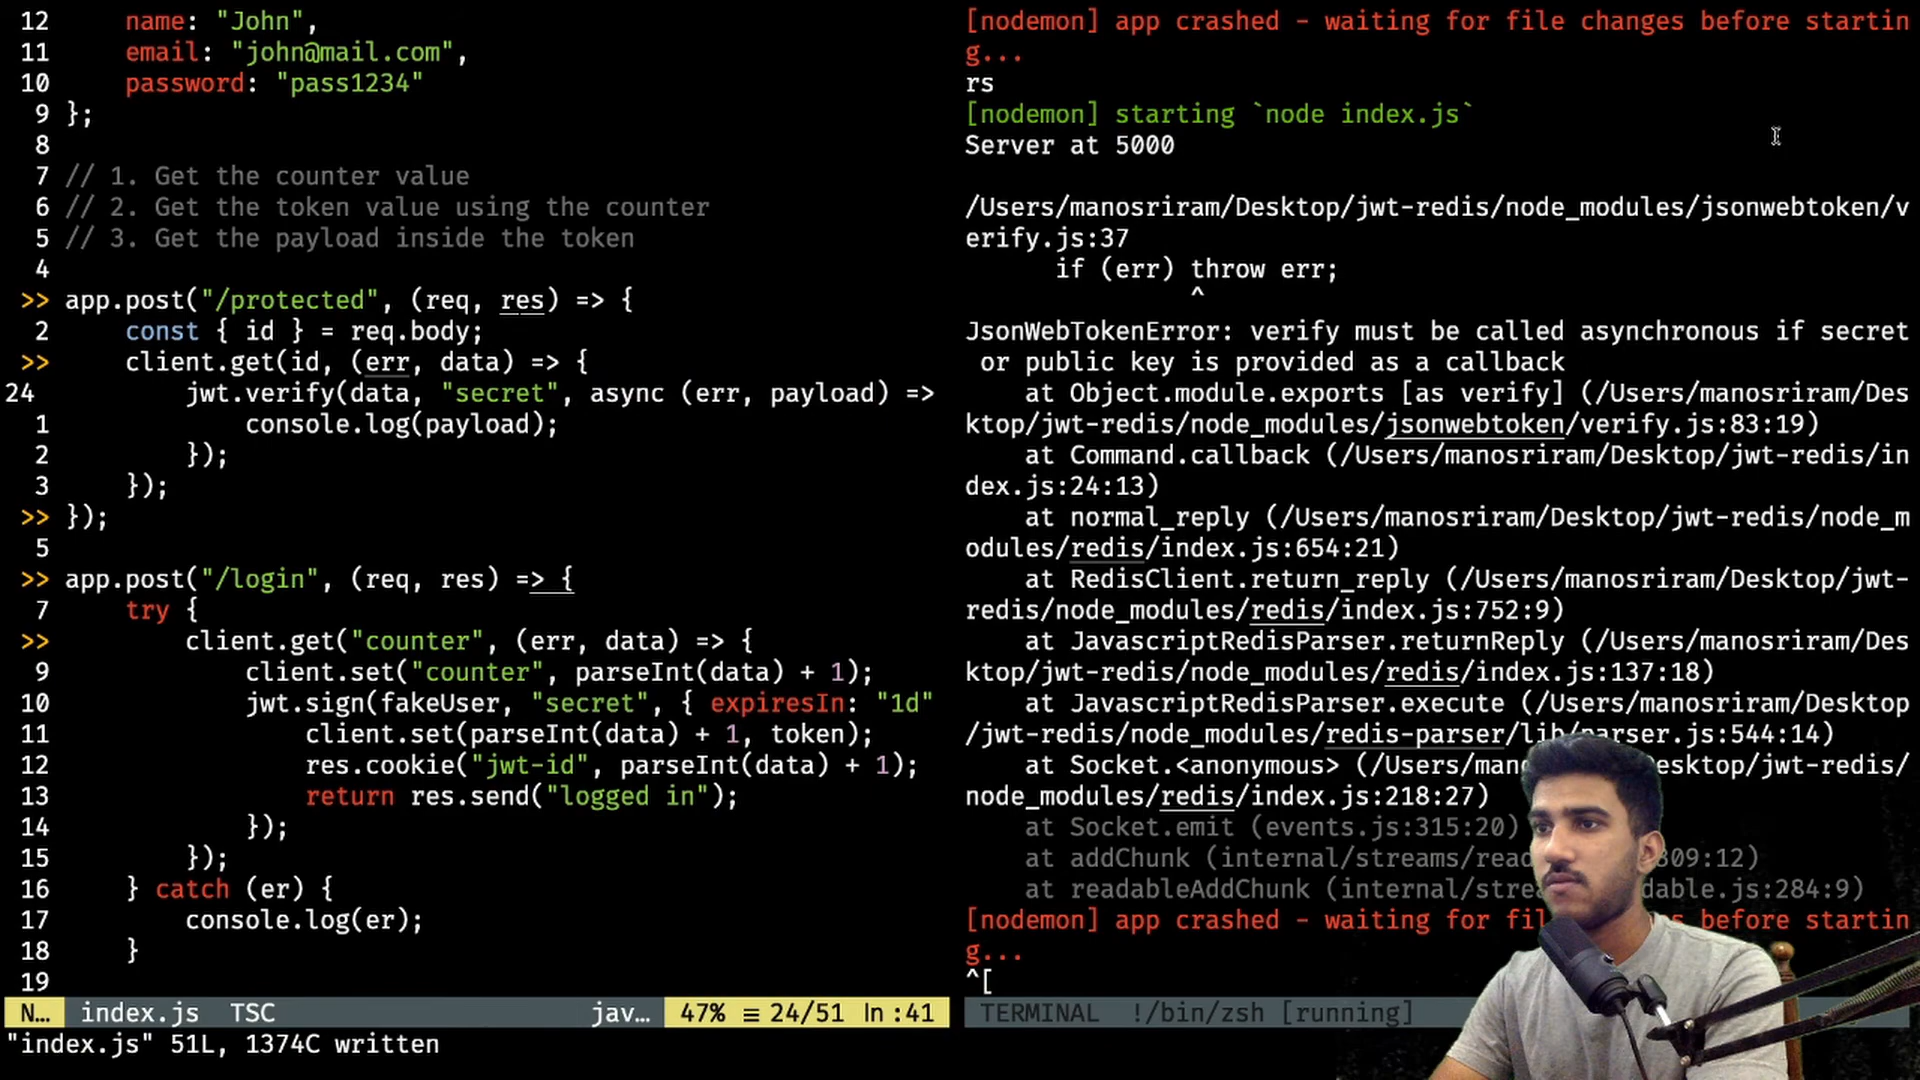 12 name: "John",
11 email: "john@mail.com",
10 password: "pass1234"
9 };
8
7 // 1. Get the counter value
6 // 2. Get the token value using the counter
5 // 3. Get the payload inside the token
4
>> app.post("/protected", (req, res) => {
2 const { id } = req.body;
>> client.get(id, (err, data) => {
24 jwt.verify(data, "secret", async (err, payload) =>
1 console.log(payload);
2 });
3 });
>> });
5
>> app.post("/login", (req, res) => {
7 try {
>> client.get("counter", (err, data) => {
9 client.set("counter", parseInt(data) + 1);
10 jwt.sign(fakeUser, "secret", { expiresIn: "1d"
11 client.set(parseInt(data) + 1, token);
12 res.cookie("jwt-id", parseInt(data) + 1);
13 return res.send("logged in");
14 });
15 });
16 } catch (er) {
17 console.log(er);
18 }
19
N... index.js TSC jav... 47% ≡ 24/51 ln :41
"index.js" 51L, 1374C written
[nodemon] app crashed - waiting for file changes before startin
g...
rs
[nodemon] starting `node index.js`
Server at 5000
/Users/manosriram/Desktop/jwt-redis/node_modules/jsonwebtoken/v
erify.js:37
if (err) throw err;
^
JsonWebTokenError: verify must be called asynchronous if secret
or public key is provided as a callback
at Object.module.exports [as verify] (/Users/manosriram/Des
ktop/jwt-redis/node_modules/jsonwebtoken/verify.js:83:19)
at Command.callback (/Users/manosriram/Desktop/jwt-redis/in
dex.js:24:13)
at normal_reply (/Users/manosriram/Desktop/jwt-redis/node_m
odules/redis/index.js:654:21)
at RedisClient.return_reply (/Users/manosriram/Desktop/jwt-
redis/node_modules/redis/index.js:752:9)
at JavascriptRedisParser.returnReply (/Users/manosriram/Des
ktop/jwt-redis/node_modules/redis/index.js:137:18)
at JavascriptRedisParser.execute (/Users/manosriram/Desktop
/jwt-redis/node_modules/redis-parser/lib/parser.js:544:14)
at Socket.<anonymous> (/Users/man esktop/jwt-redis/
node_modules/redis/index.js:218:27)
at Socket.emit (events.js:315:20)
at addChunk (internal/streams/read 309:12)
at readableAddChunk (internal/strea dable.js:284:9)
[nodemon] app crashed - waiting for fil s before startin
g...
^[
TERMINAL !/bin/zsh [running]